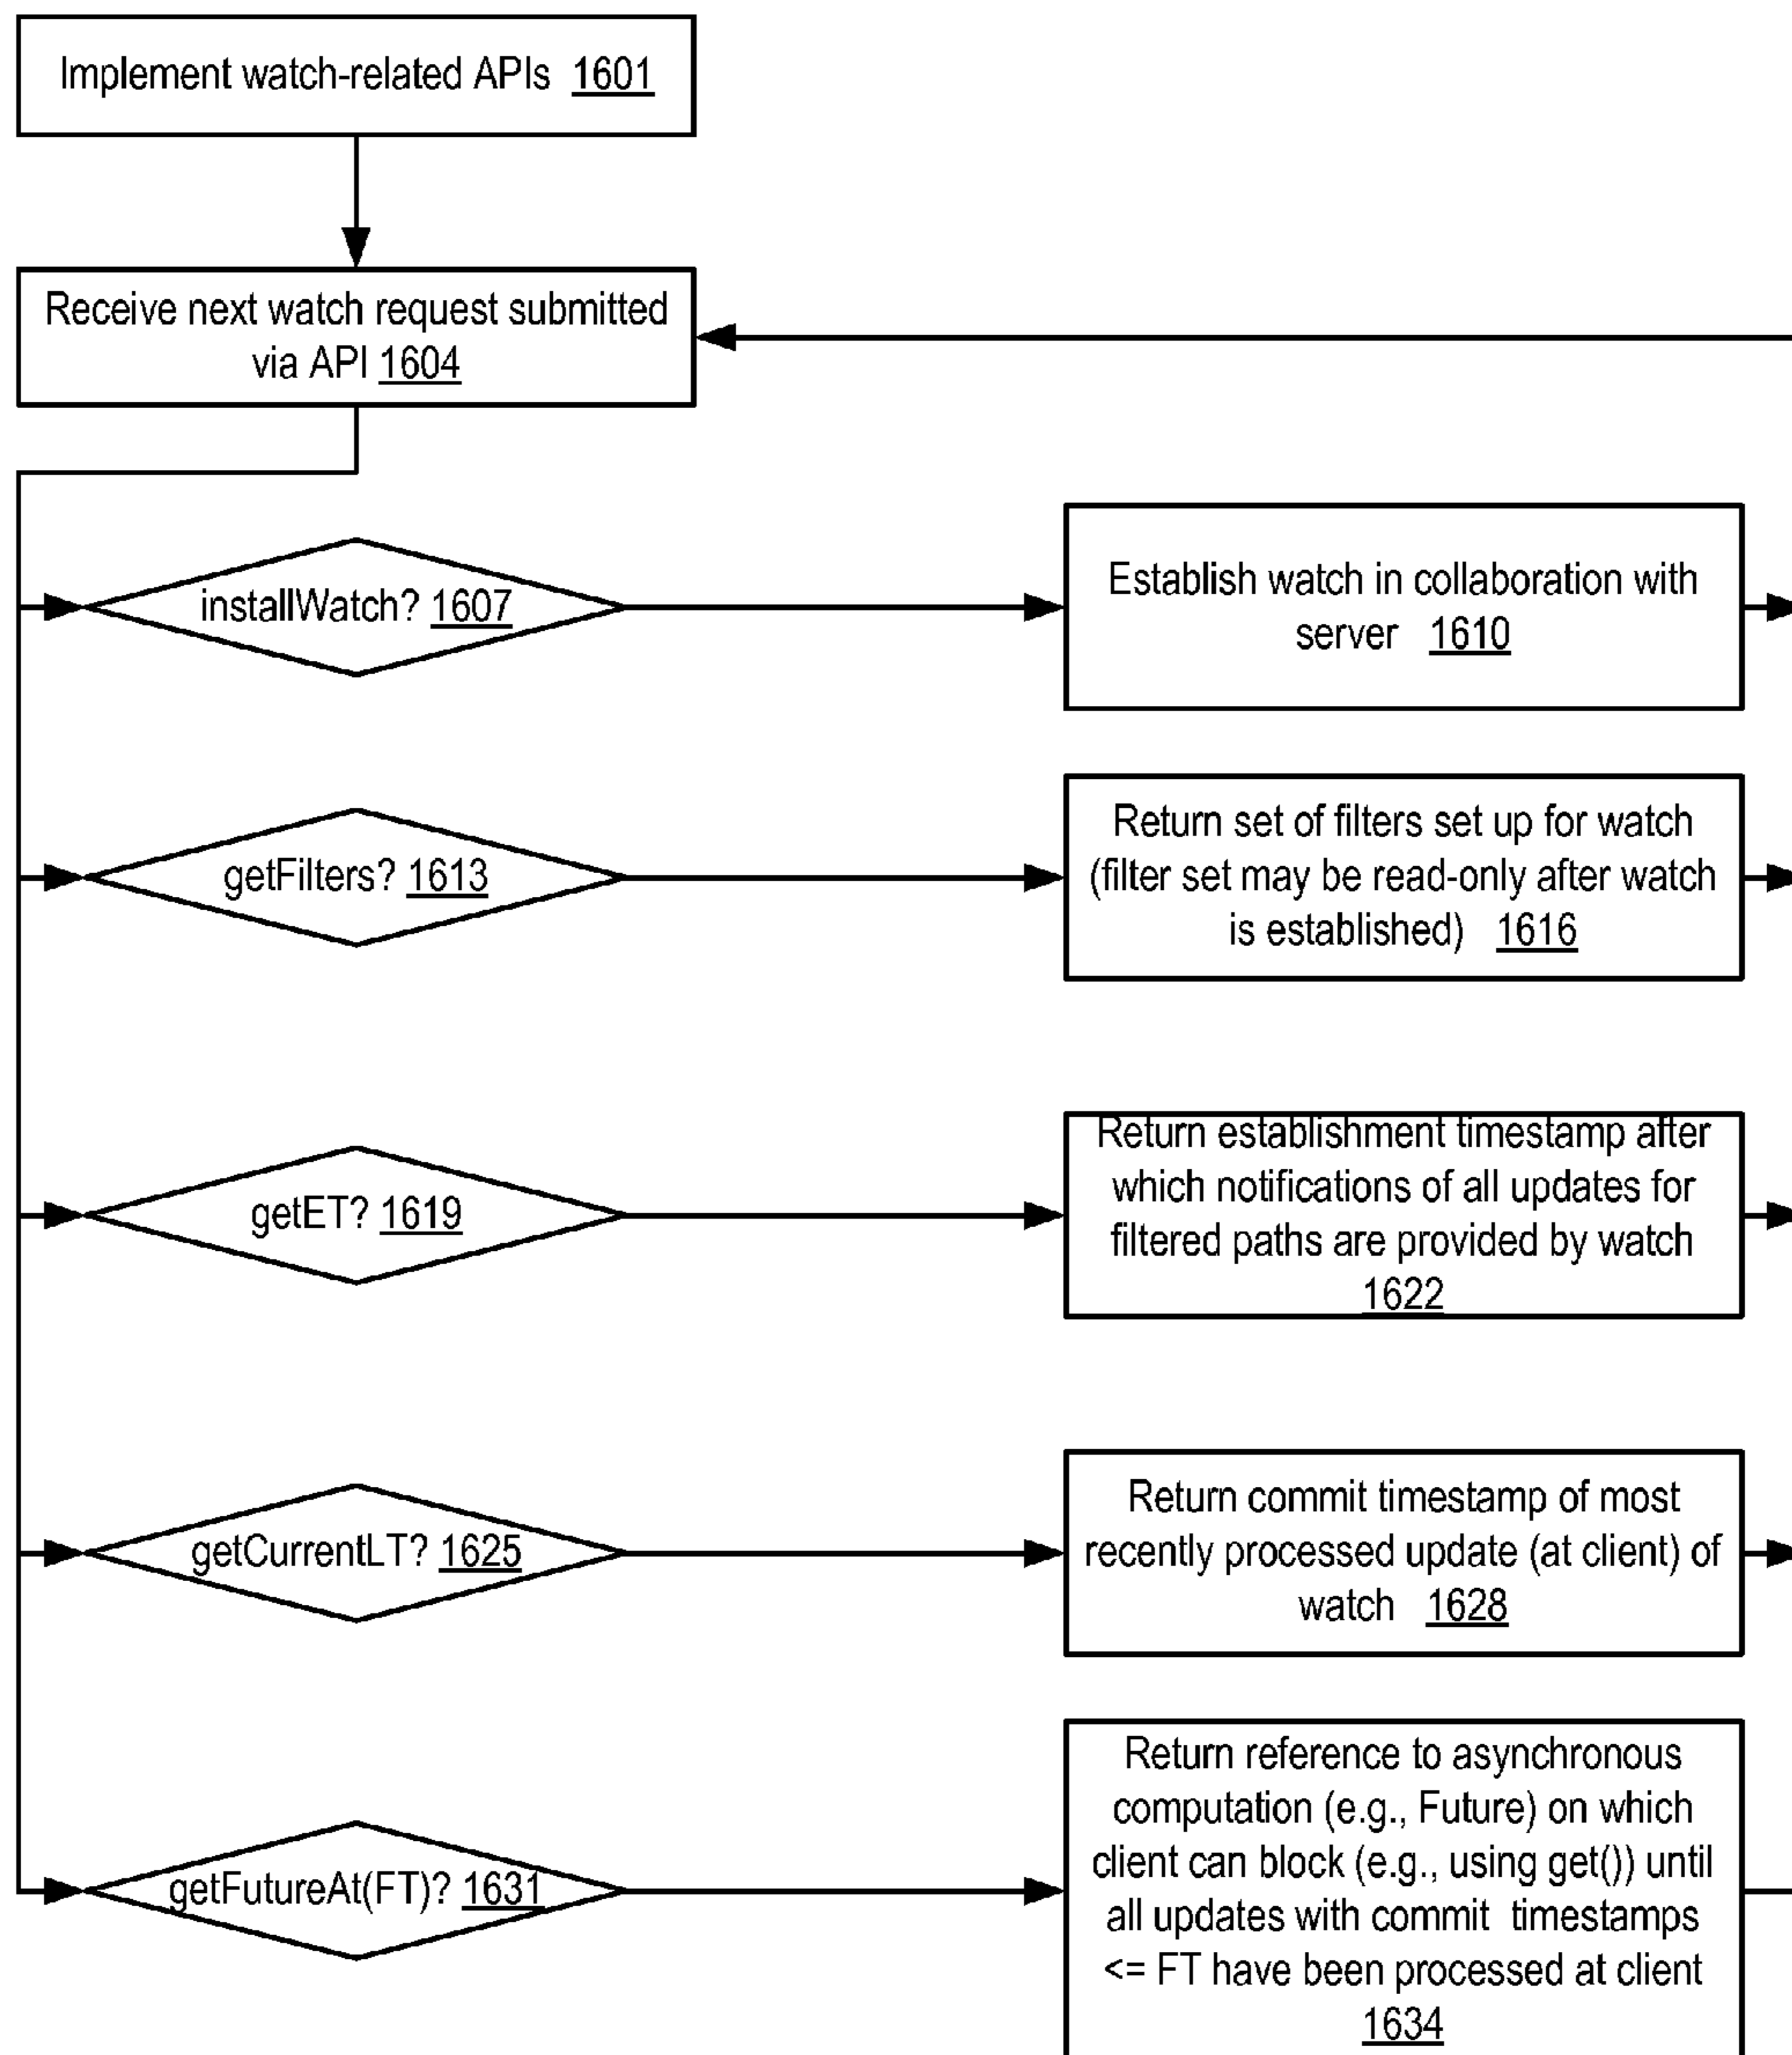 Implement watch-related APIs 1601
Receive next watch request submitted
via API 1604
installWatch? 1607
Establish watch in collaboration with
server 1610
getFilters? 1613
Return set of filters set up for watch
(filter set may be read-only after watch
is established) 1616
getET? 1619
Return establishment timestamp after
which notifications of all updates for
filtered paths are provided by watch
1622
getCurrentLT? 1625
Return commit timestamp of most
recently processed update (at client) of
watch 1628
getFutureAt(FT)? 1631
Return reference to asynchronous
computation (e.g., Future) on which
client can block (e.g., using get()) until
all updates with commit timestamps
<= FT have been processed at client
1634